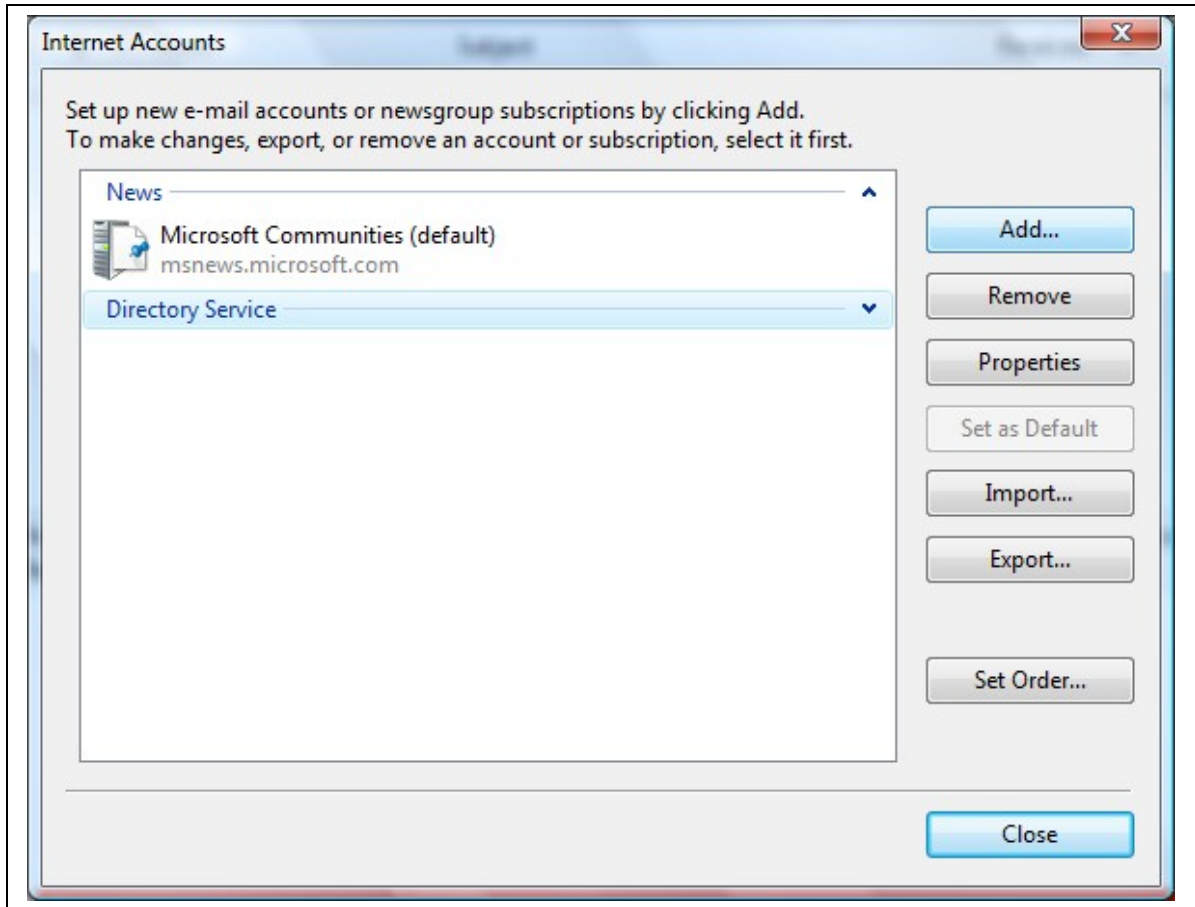 Internet Accounts
Set up new e-mail accounts or newsgroup subscriptions by clicking Add.
To make changes, export, or remove an account or subscription, select it first.
News
Microsoft Communities (default)
msnews.microsoft.com
Directory Service
Add...
Remove
Properties
Set as Default
Import...
Export...
Set Order...
Close